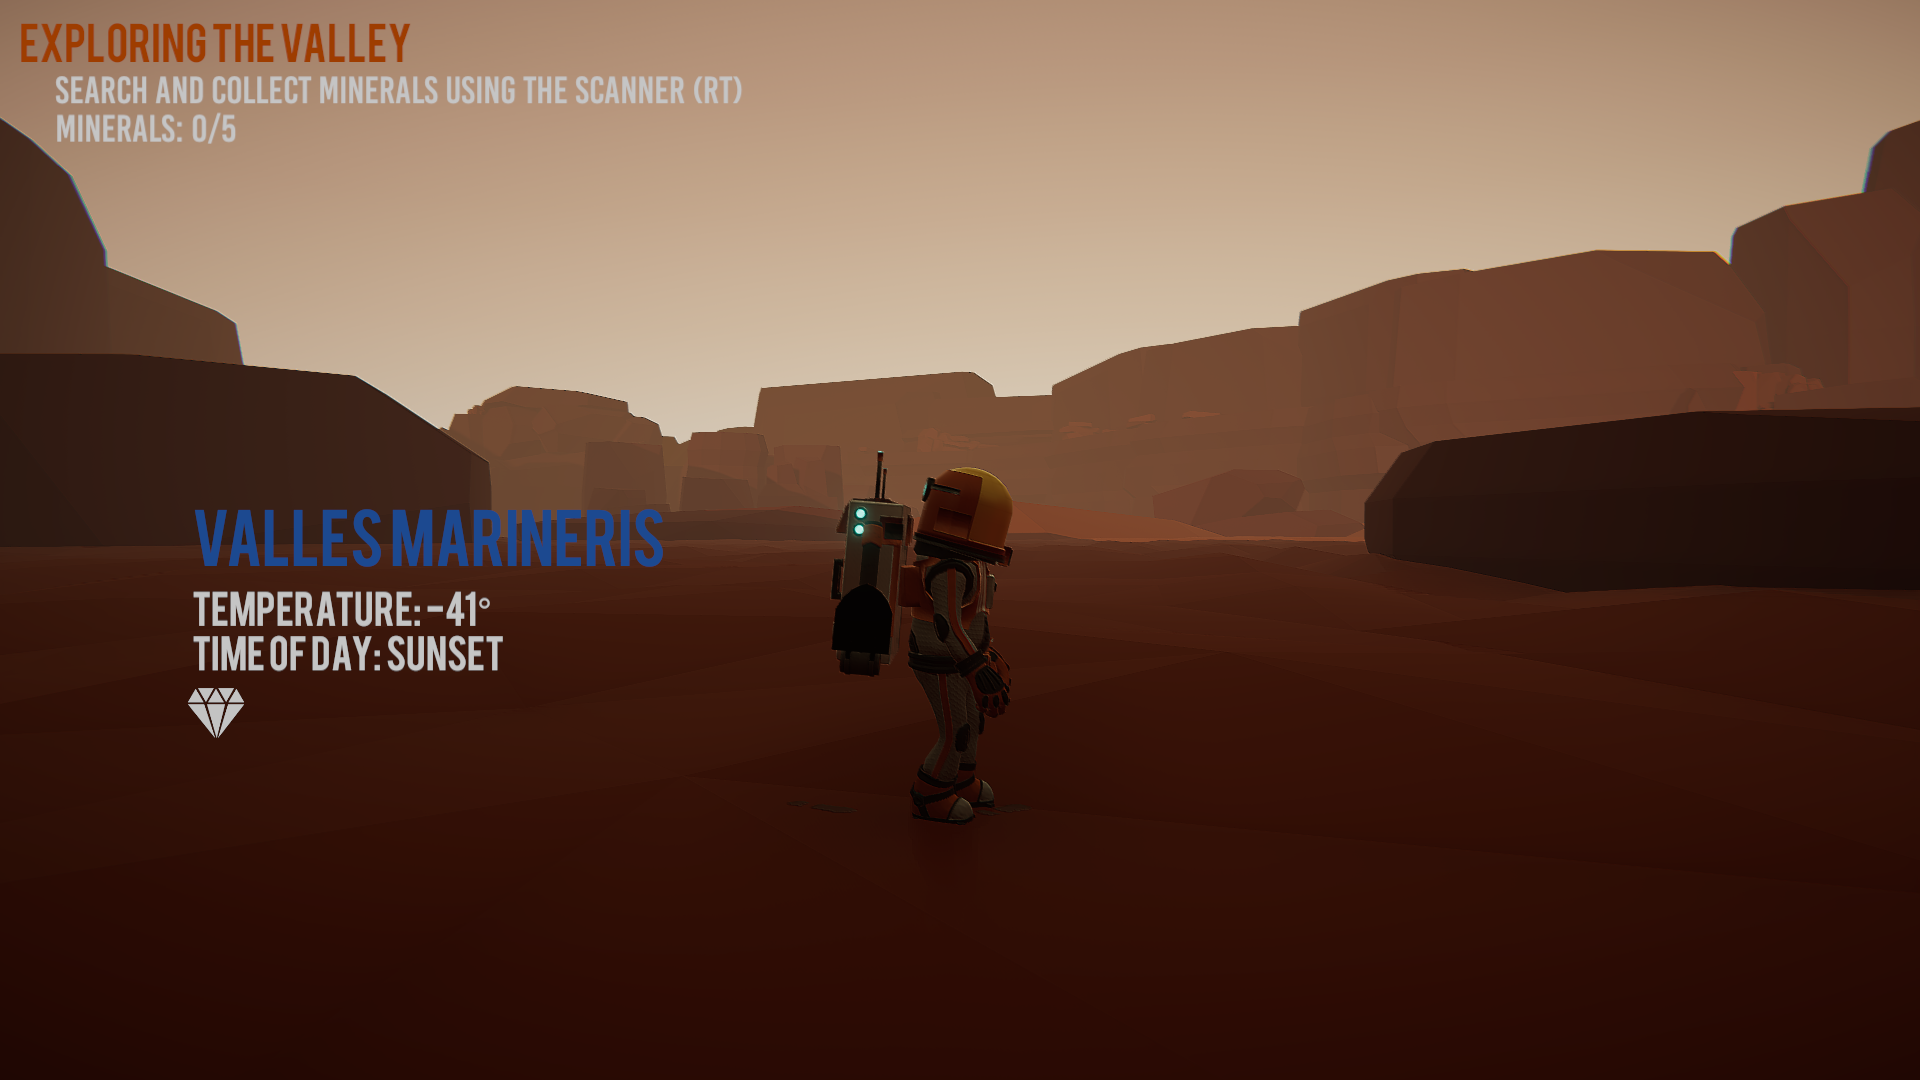 EXPLORING THE VALLEY
SEARCH AND COLLECT MINERALS USING THE SCANNER (RT)
MINERALS: 0/5
VALLES MARINERIS
TEMPERATURE: -41°
TIME OF DAY: SUNSET